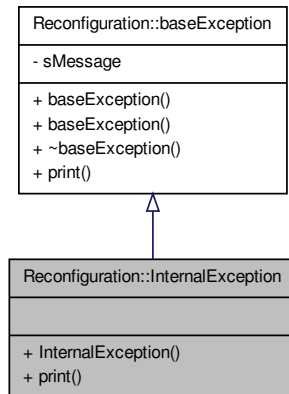 Reconfiguration::baseException
- sMessage
+ baseException()
+ baseException()
+ ~baseException()
+ print()
Reconfiguration::InternalException
+ InternalException()
+ print()